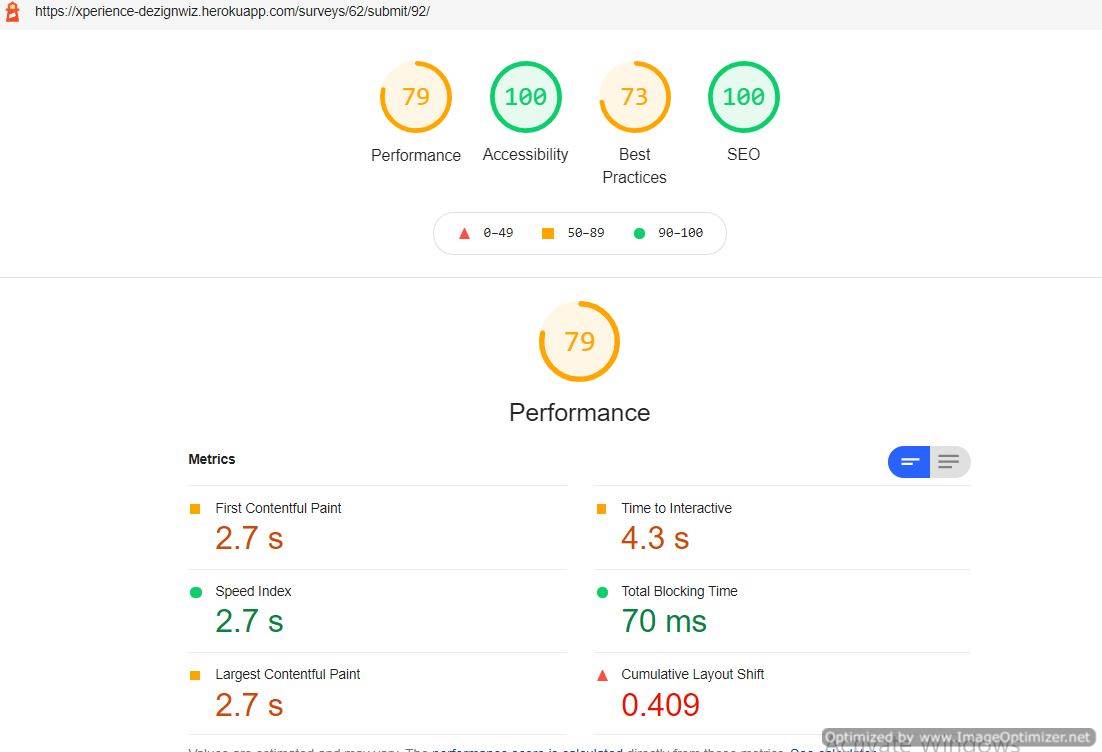 https://xperience-dezignwiz.herokuapp.com/surveys/62/submit/92/
79 100 73 100
Performance Accessibility Best Practices SEO
0–49 50–89 90–100
79
Performance
Metrics
First Contentful Paint Time to Interactive
2.7 s 4.3 s
Speed Index Total Blocking Time
2.7 s 70 ms
Largest Contentful Paint Cumulative Layout Shift
2.7 s 0.409
Values are estimated and may vary. The performance score is calculated directly from these metrics. See calculator
Activate Windows
Optimized by www.ImageOptimizer.net